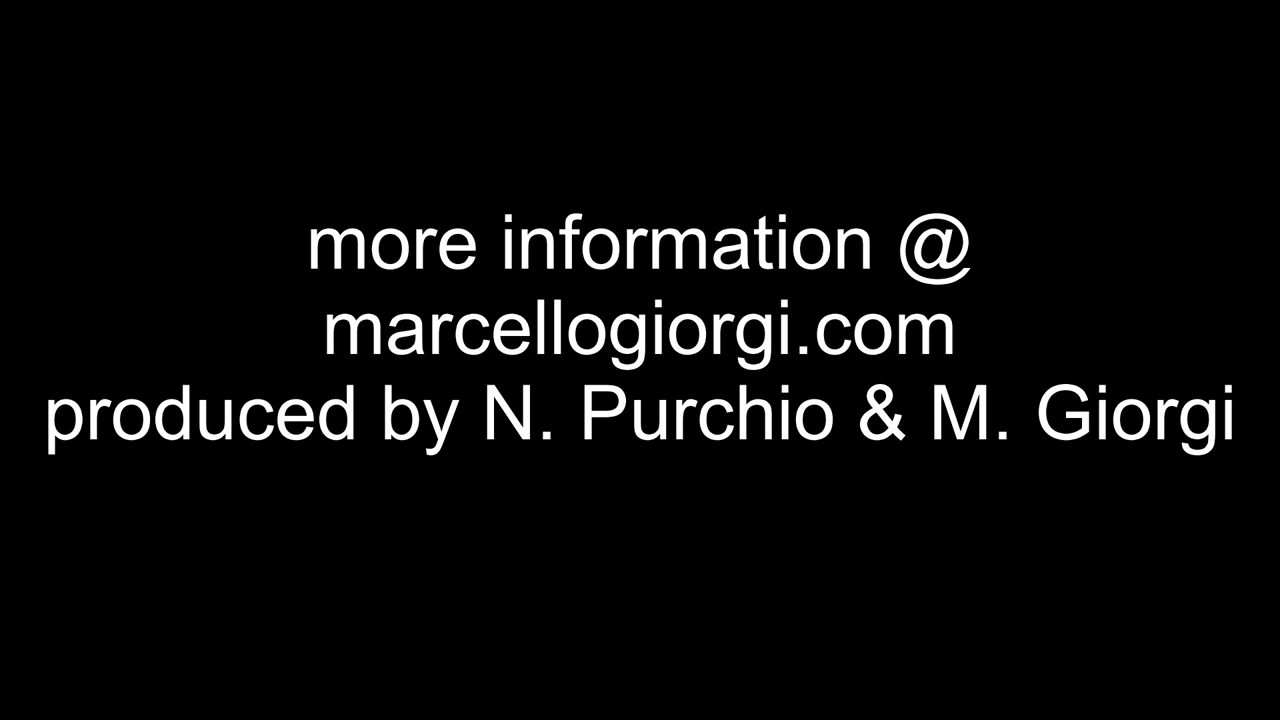 more information @
marcellogiorgi.com
produced by N. Purchio & M. Giorgi